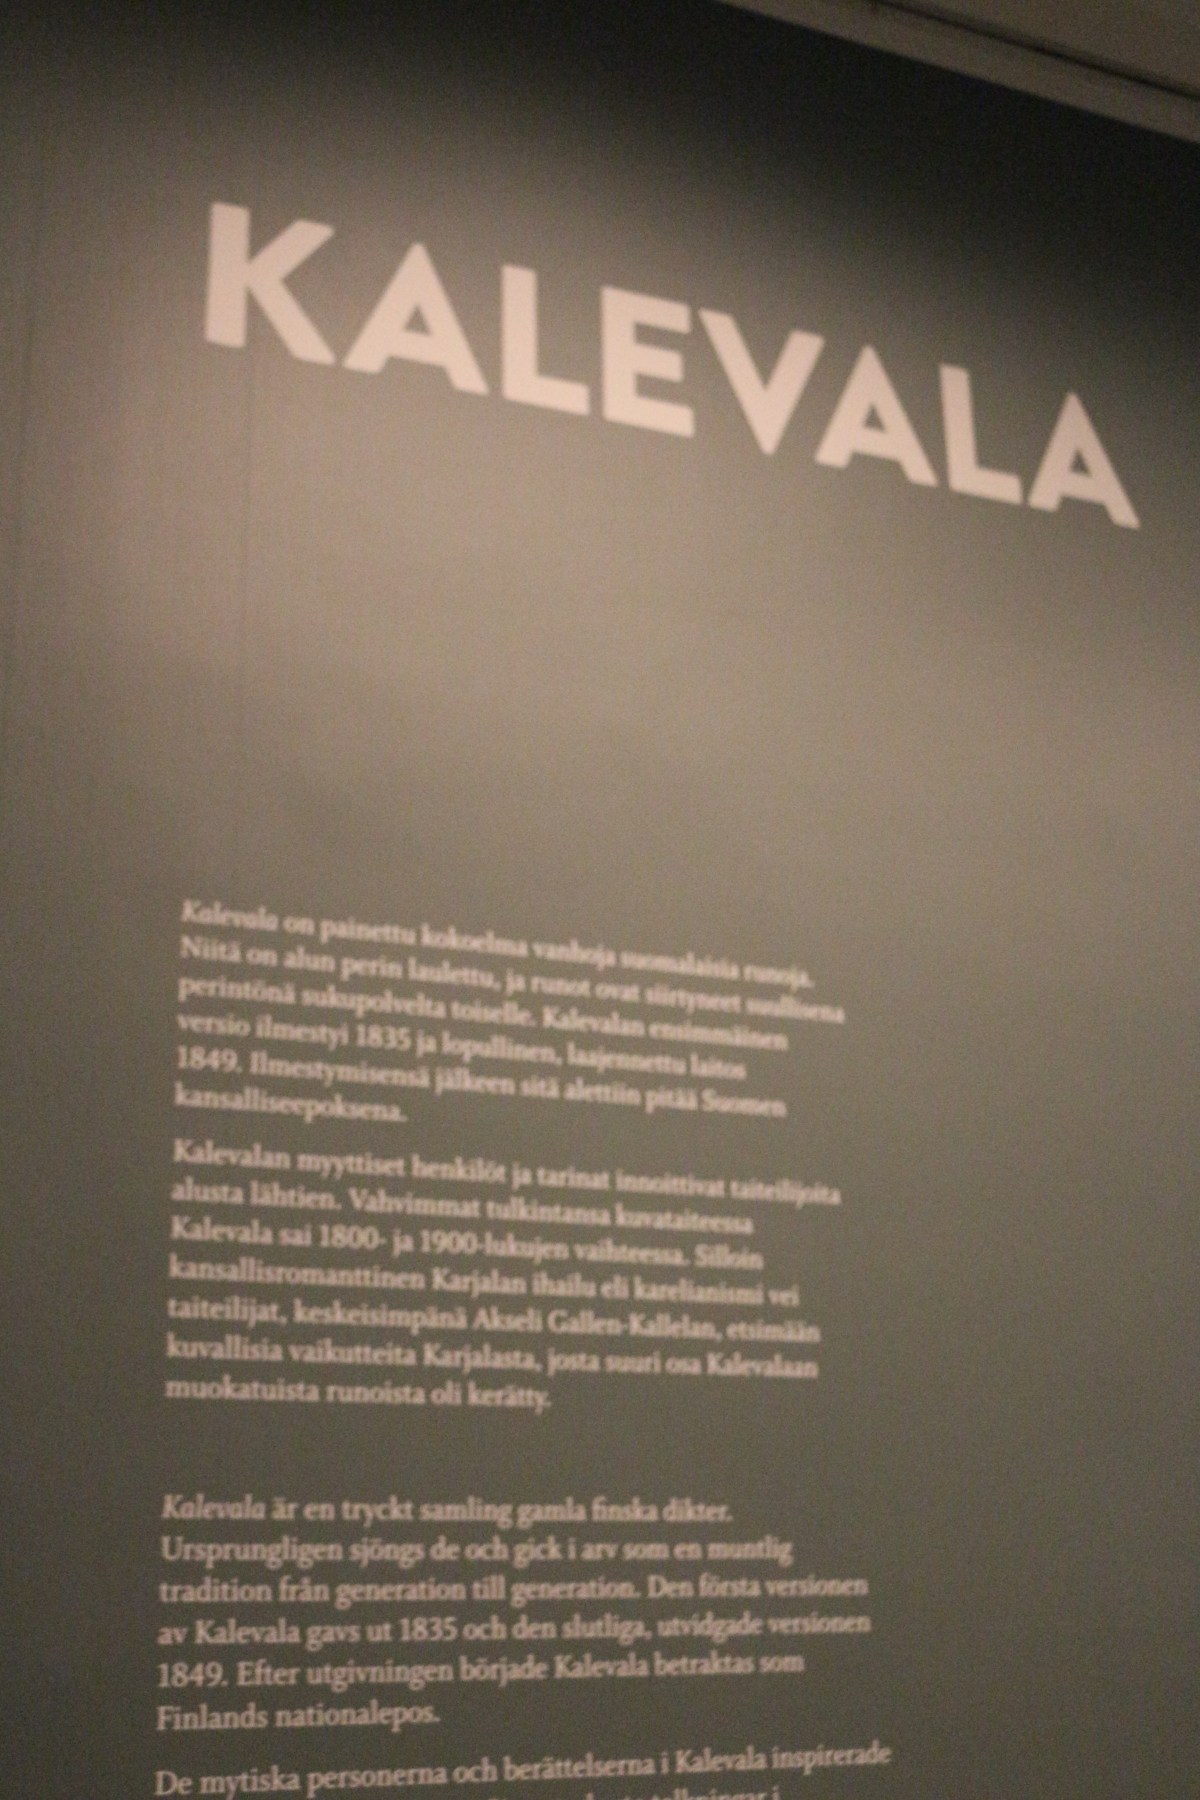 KALEVALA
Kalevala on painettu kokoelma vanhoja suomalaisia runoja.
Niitä on alun perin laulettu, ja runot ovat siirtyneet suullisena
perintönä sukupolvelta toiselle. Kalevalan ensimmäinen
versio ilmestyi 1835 ja lopullinen, laajennettu laitos
1849. Ilmestymisensä jälkeen sitä alettiin pitää Suomen
kansalliseepoksena.
Kalevalan myyttiset henkilöt ja tarinat innoittivat taiteilijoita
alusta lähtien. Vahvimmat tulkintansa kuvataiteessa
Kalevala sai 1800- ja 1900-lukujen vaihteessa. Silloin
kansallisromanttinen Karjalan ihailu eli karelianismi vei
taiteilijat, keskeisimpänä Akseli Gallen-Kallelan, etsimään
kuvallisia vaikutteita Karjalasta, josta suuri osa Kalevalaan
muokatuista runoista oli kerätty.
Kalevala är en tryckt samling gamla finska dikter.
Ursprungligen sjöngs de och gick i arv som en muntlig
tradition från generation till generation. Den första versionen
av Kalevala gavs ut 1835 och den slutliga, utvidgade versionen
1849. Efter utgivningen började Kalevala betraktas som
Finlands nationalepos.
De mytiska personerna och berättelserna i Kalevala inspirerade